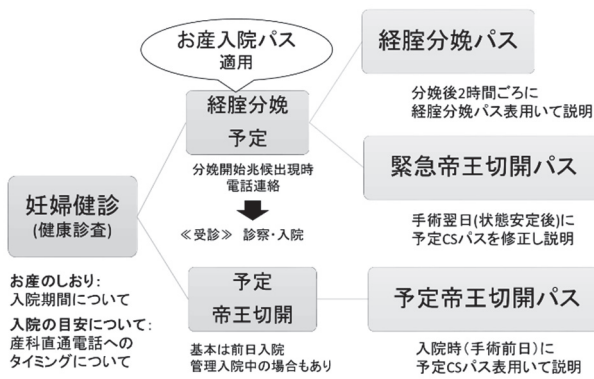 お産入院パス
適用
経腟分娩パス
分娩後2時間ごろに
経腟分娩パス表用いて説明
経腟分娩
予定
分娩開始兆候出現時
電話連絡
≪受診≫ 診察・入院
緊急帝王切開パス
手術翌日(状態安定後)に
予定CSパスを修正し説明
妊婦健診
(健康診査)
お産のしおり:
入院期間について
入院の目安について:
産科直通電話への
タイミングについて
予定
帝王切開
基本は前日入院
管理入院中の場合もあり
予定帝王切開パス
入院時(手術前日)に
予定CSパス表用いて説明